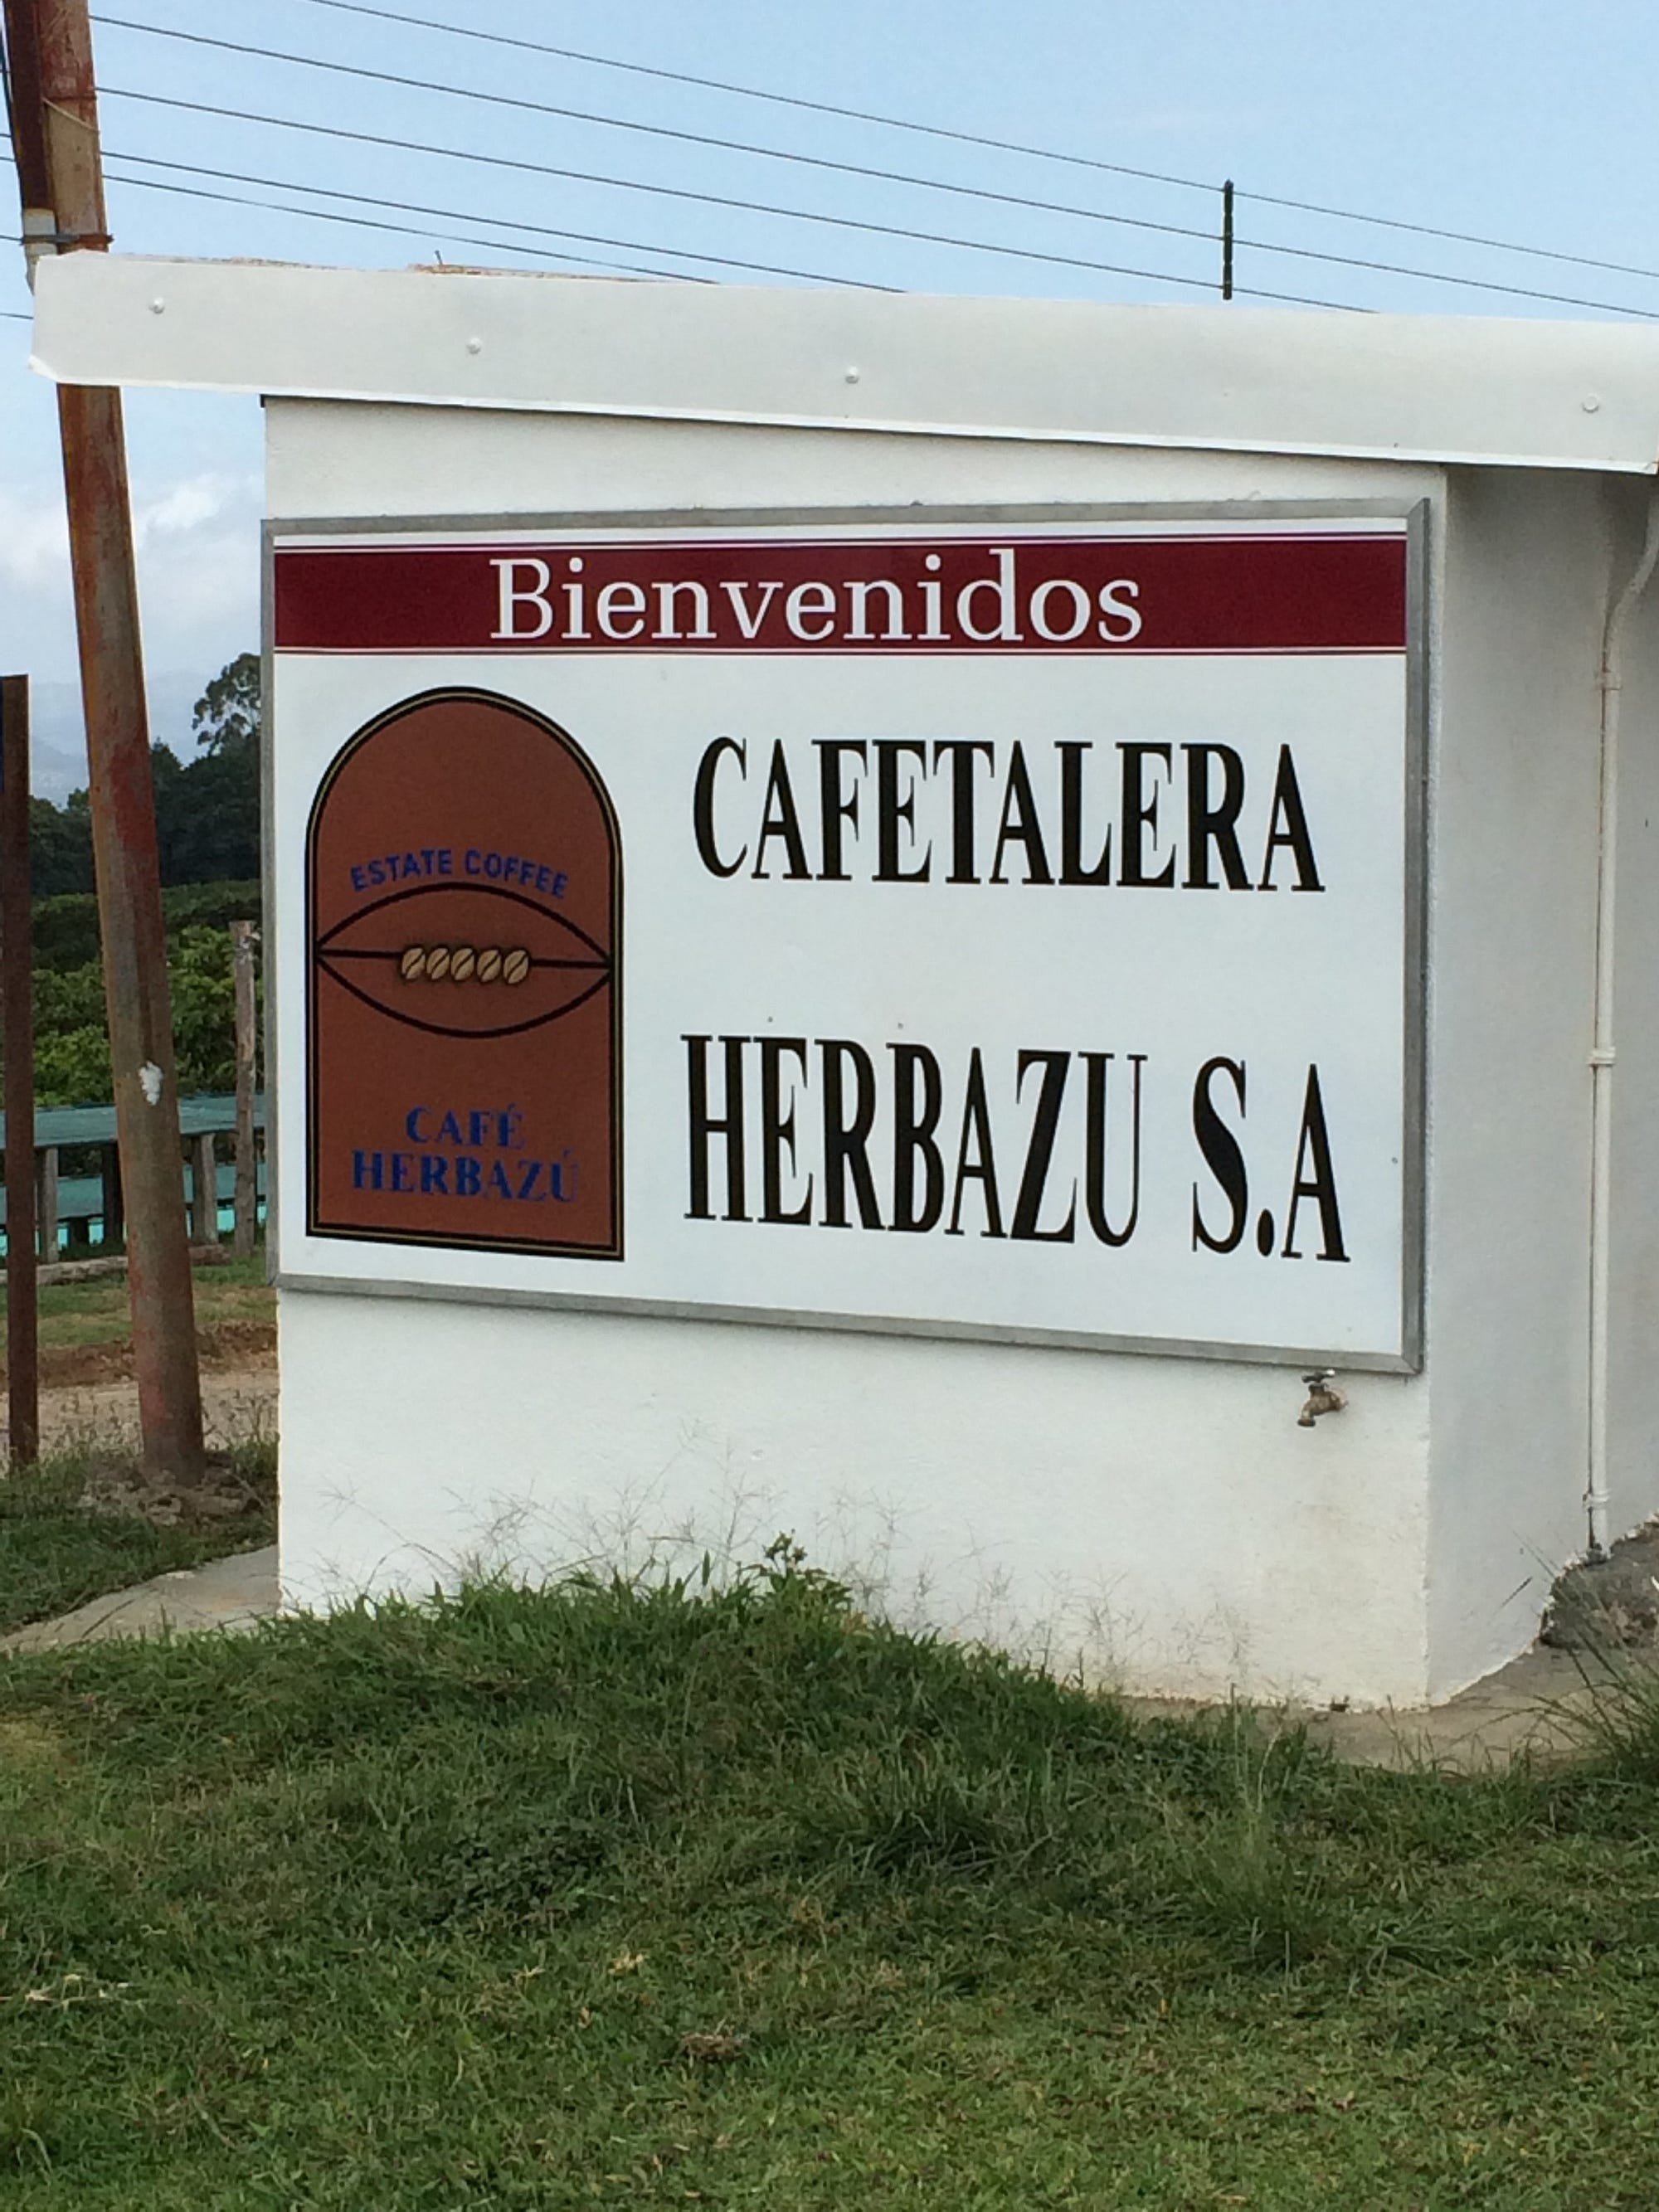 Bienvenidos
ESTATE COFFEE
CAFÉ
HERBAZÚ
CAFETALERA
HERBAZU S.A